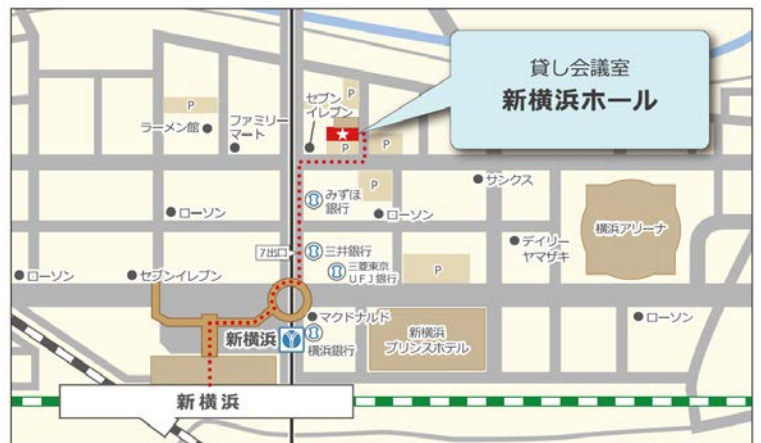 貸し会議室
新横浜ホール
P
セブン
イレブン
P
ラーメン館
ファミリー
マート
P
P
P
サンクス
みずほ
銀行
ローソン
ローソン
横浜アリーナ
デイリー
ヤマザキ
7出口
三井銀行
三菱東京
UFJ銀行
P
ローソン
セブンイレブン
マクドナルド
ローソン
新横浜
横浜銀行
新横浜
プリンスホテル
新横浜